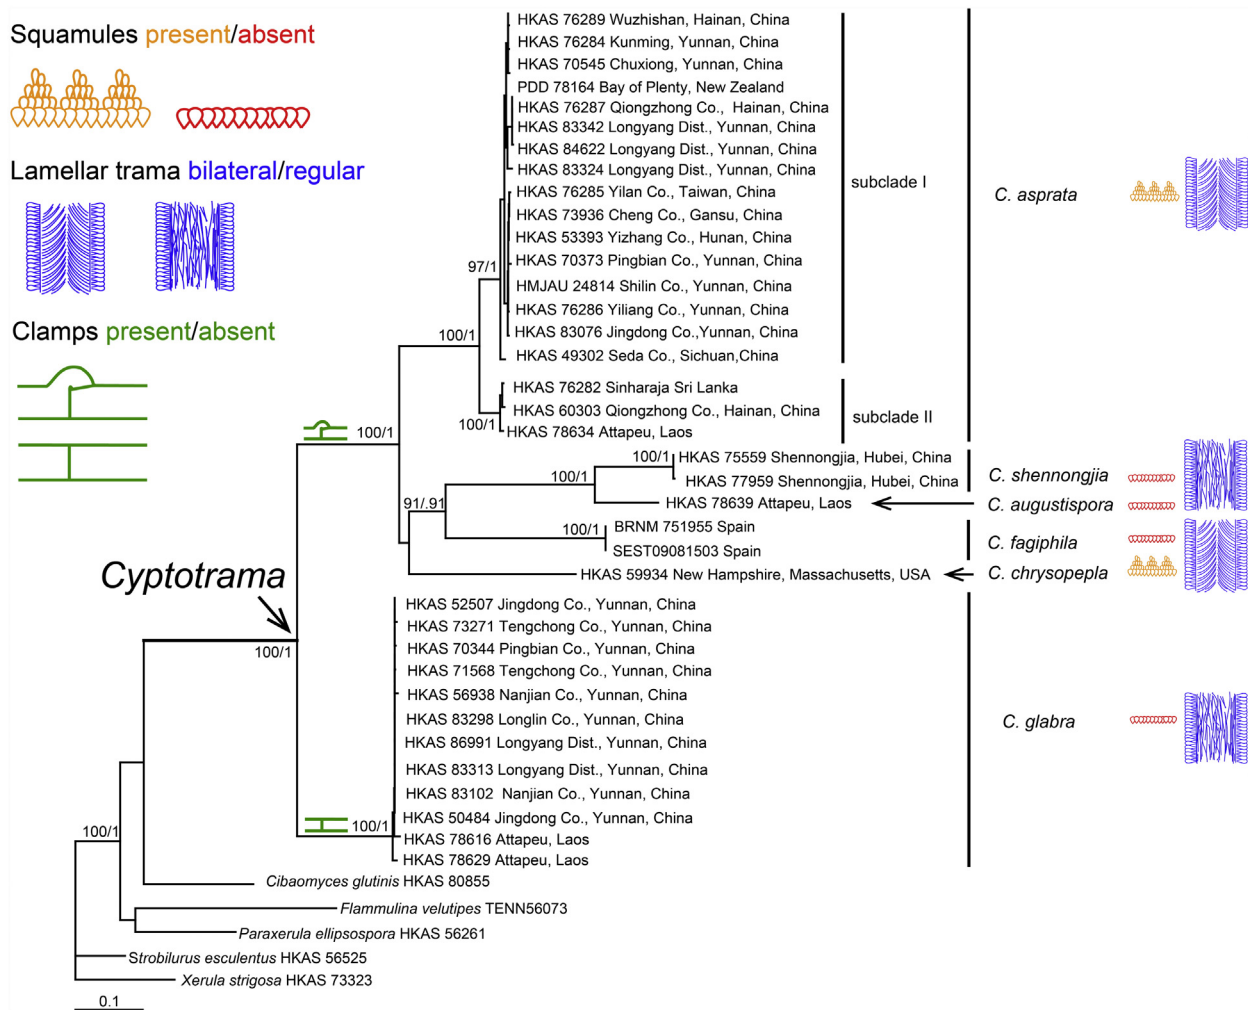 Squamules present/absent
Lamellar trama bilateral/regular
Clamps present/absent
Cyptotrama
HKAS 76289 Wuzhishan, Hainan, China
HKAS 76284 Kunming, Yunnan, China
HKAS 70545 Chuxiong, Yunnan, China
PDD 78164 Bay of Plenty, New Zealand
HKAS 76287 Qiongzhong Co., Hainan, China
HKAS 83342 Longyang Dist., Yunnan, China
HKAS 84622 Longyang Dist., Yunnan, China
HKAS 83324 Longyang Dist., Yunnan, China
HKAS 76285 Yilan Co., Taiwan, China
HKAS 73936 Cheng Co., Gansu, China
HKAS 53393 Yizhang Co., Hunan, China
HKAS 70373 Pingbian Co., Yunnan, China
HMJAU 24814 Shilin Co., Yunnan, China
HKAS 76286 Yiliang Co., Yunnan, China
HKAS 83076 Jingdong Co.,Yunnan, China
HKAS 49302 Seda Co., Sichuan,China
subclade I
C. asprata
97/1
100/1
HKAS 76282 Sinharaja Sri Lanka
HKAS 60303 Qiongzhong Co., Hainan, China
HKAS 78634 Attapeu, Laos
subclade II
100/1
100/1
HKAS 75559 Shennongjia, Hubei, China
HKAS 77959 Shennongjia, Hubei, China
C. shennongjia
100/1
100/1
HKAS 78639 Attapeu, Laos
C. augustispora
91/.91
BRNM 751955 Spain
SEST09081503 Spain
C. fagiphila
100/1
HKAS 59934 New Hampshire, Massachusetts, USA
C. chrysopepla
100/1
HKAS 52507 Jingdong Co., Yunnan, China
HKAS 73271 Tengchong Co., Yunnan, China
HKAS 70344 Pingbian Co., Yunnan, China
HKAS 71568 Tengchong Co., Yunnan, China
HKAS 56938 Nanjian Co., Yunnan, China
HKAS 83298 Longlin Co., Yunnan, China
HKAS 86991 Longyang Dist., Yunnan, China
HKAS 83313 Longyang Dist., Yunnan, China
HKAS 83102 Nanjian Co., Yunnan, China
HKAS 50484 Jingdong Co., Yunnan, China
HKAS 78616 Attapeu, Laos
HKAS 78629 Attapeu, Laos
C. glabra
100/1
100/1
Cibaomyces glutinis HKAS 80855
Flammulina velutipes TENN56073
Paraxerula ellipsospora HKAS 56261
Strobilurus esculentus HKAS 56525
Xerula strigosa HKAS 73323
0.1